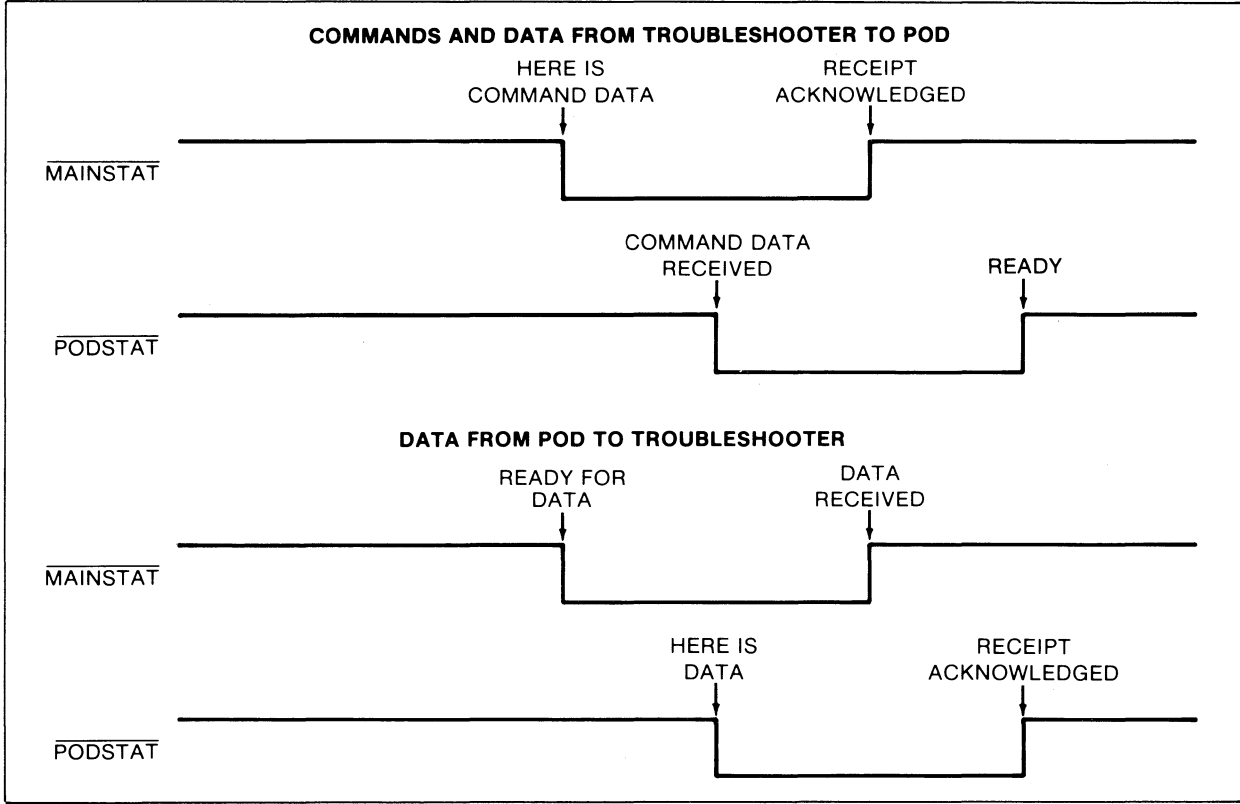 COMMANDS AND DATA FROM TROUBLESHOOTER TO POD
HERE IS
COMMAND DATA
RECEIPT
ACKNOWLEDGED
MAINSTAT
COMMAND DATA
RECEIVED
READY
PODSTAT
DATA FROM POD TO TROUBLESHOOTER
READY FOR
DATA
DATA
RECEIVED
MAINSTAT
HERE IS
DATA
RECEIPT
ACKNOWLEDGED
PODSTAT